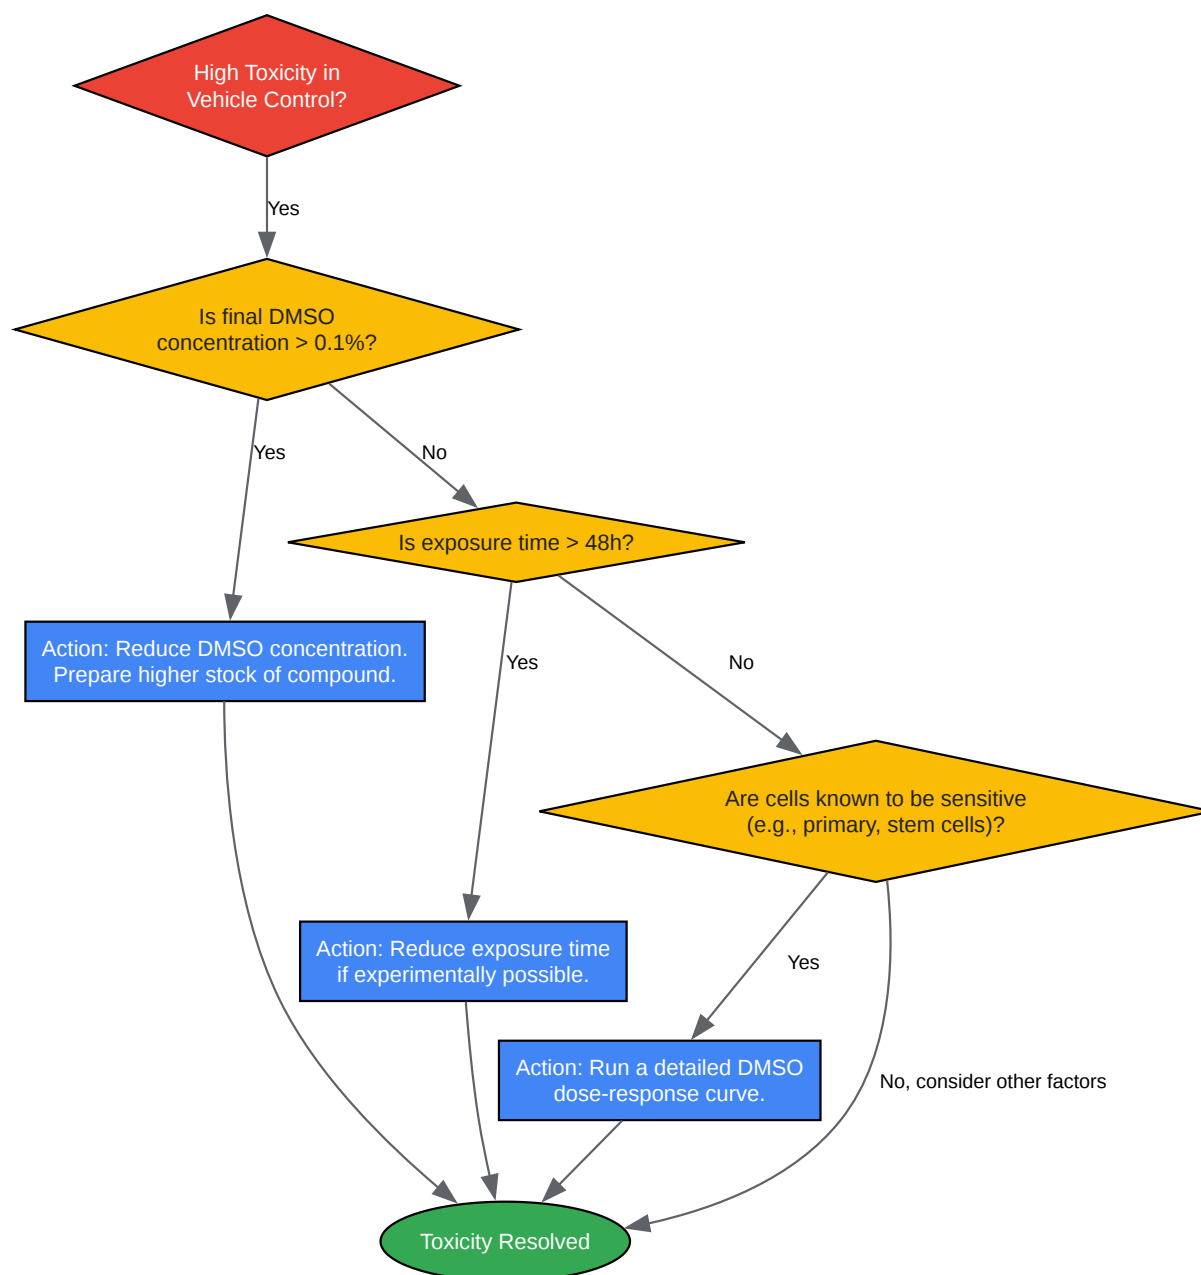 High Toxicity in
Vehicle Control?
Yes
Is final DMSO
concentration > 0.1%?
Yes
No
Is exposure time > 48h?
Action: Reduce DMSO concentration.
Prepare higher stock of compound.
Yes
No
Are cells known to be sensitive
(e.g., primary, stem cells)?
Action: Reduce exposure time
if experimentally possible.
Yes
Action: Run a detailed DMSO
dose-response curve.
No, consider other factors
Toxicity Resolved